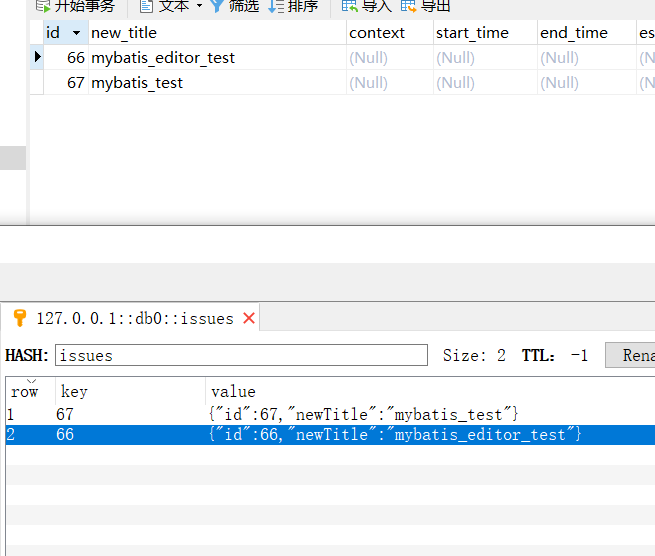 开始事务 文本 筛选 排序 导入 导出
id new_title context start_time end_time es
66 mybatis_editor_test (Null) (Null) (Null) (N
67 mybatis_test (Null) (Null) (Null) (N
127.0.0.1::db0::issues
HASH: issues Size: 2 TTL: -1 Rena
row key value
1 67 {"id":67,"newTitle":"mybatis_test"}
2 66 {"id":66,"newTitle":"mybatis_editor_test"}